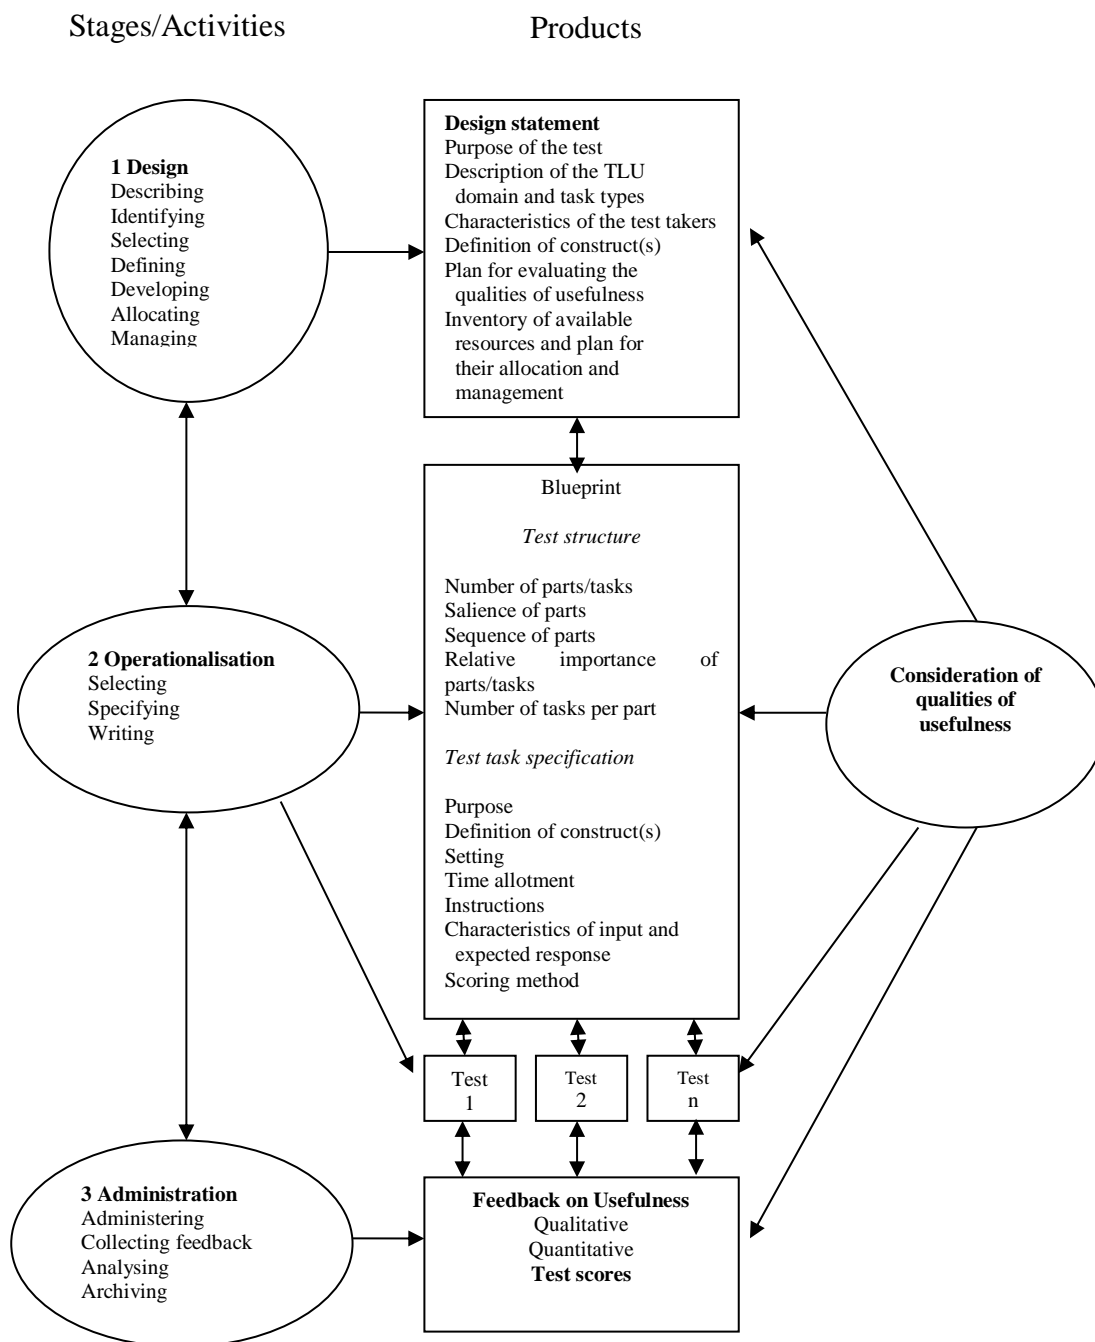 Stages/Activities
Products
1 Design
Describing
Identifying
Selecting
Defining
Developing
Allocating
Managing
Design statement
Purpose of the test
Description of the TLU
domain and task types
Characteristics of the test takers
Definition of construct(s)
Plan for evaluating the
qualities of usefulness
Inventory of available
resources and plan for
their allocation and
management
Blueprint
Test structure
Number of parts/tasks
Salience of parts
Sequence of parts
Relative importance of
parts/tasks
Number of tasks per part
Test task specification
Purpose
Definition of construct(s)
Setting
Time allotment
Instructions
Characteristics of input and
expected response
Scoring method
2 Operationalisation
Selecting
Specifying
Writing
Consideration of
qualities of
usefulness
Test
1
Test
2
Test
n
3 Administration
Administering
Collecting feedback
Analysing
Archiving
Feedback on Usefulness
Qualitative
Quantitative
Test scores